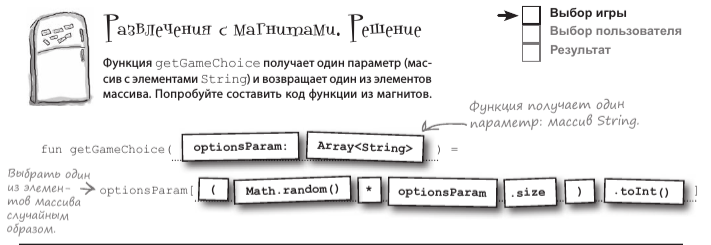 Развлечения с магнитами. Решение
Выбор игры
Выбор пользователя
Результат
Функция getGameChoice получает один параметр (мас-
сив с элементами String) и возвращает один из элементов
массива. Попробуйте составить код функции из магнитов.
Функция получает один
параметр: массив String.
fun getGameChoice( optionsParam: Array<String> ) =
Выбрать один
из элемен-
тов массива
случайным
образом.
optionsParam[ ( Math.random() * optionsParam .size ) .toInt() ]